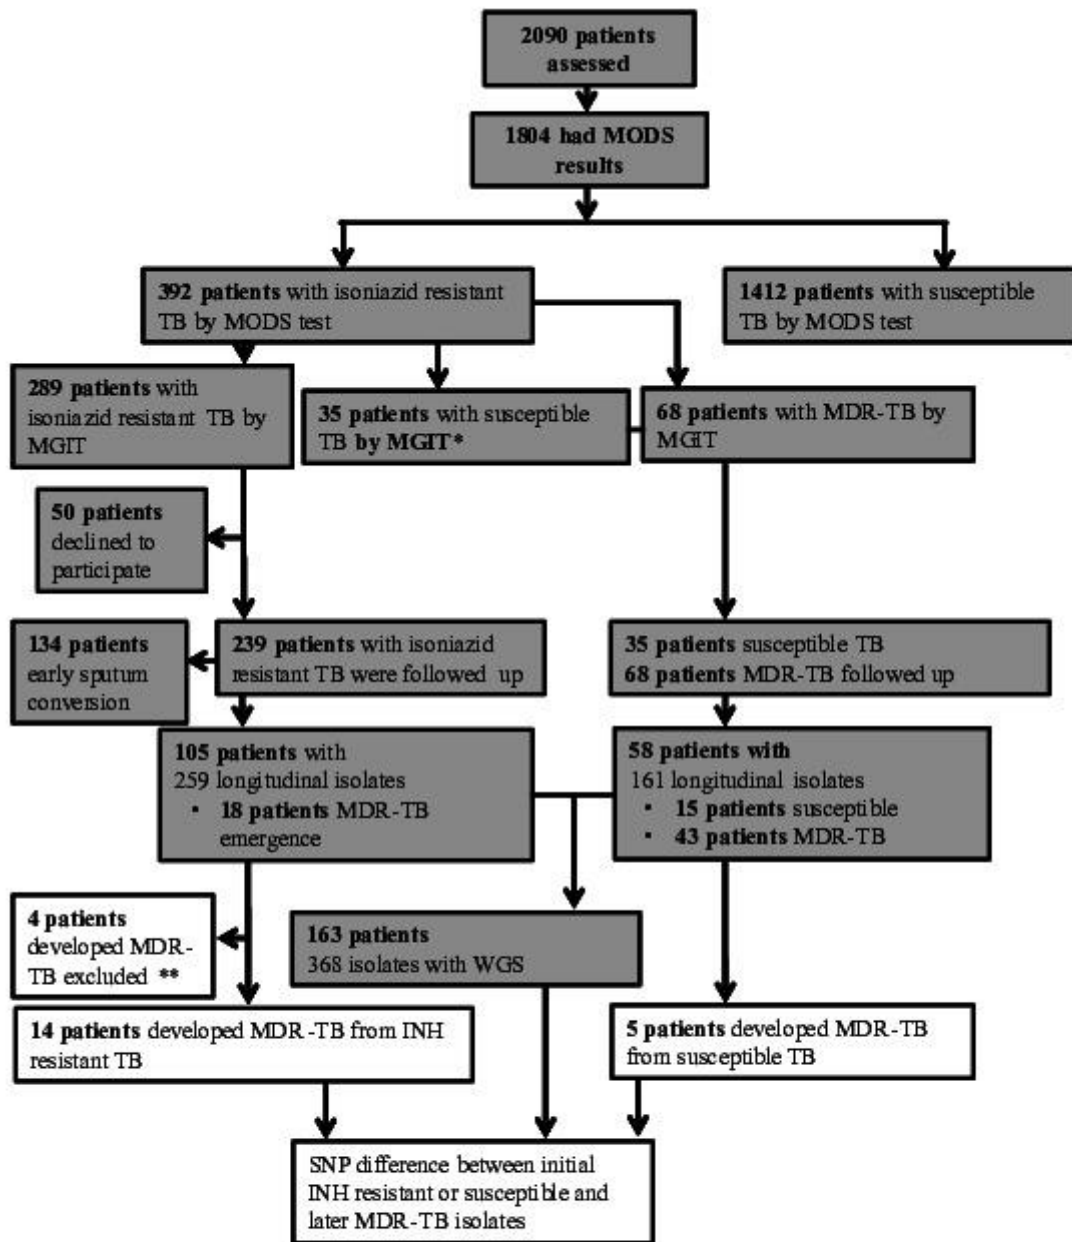 2090 patients
assessed
1804 had MODS
results
392 patients with isoniazid resistant
TB by MODS test
1412 patients with susceptible
TB by MODS test
289 patients with
isoniazid resistant TB by
MGIT
35 patients with susceptible
TB by MGIT*
68 patients with MDR-TB by
MGIT
50 patients
declined to
participate
134 patients
early sputum
conversion
239 patients with isoniazid
resistant TB were followed up
35 patients susceptible TB
68 patients MDR-TB followed up
105 patients with
259 longitudinal isolates
• 18 patients MDR-TB
emergence
58 patients with
161 longitudinal isolates
• 15 patients susceptible
• 43 patients MDR-TB
4 patients
developed MDR-
TB excluded **
163 patients
368 isolates with WGS
14 patients developed MDR-TB from INH
resistant TB
5 patients developed MDR-TB
from susceptible TB
SNP difference between initial
INH resistant or susceptible and
later MDR-TB isolates